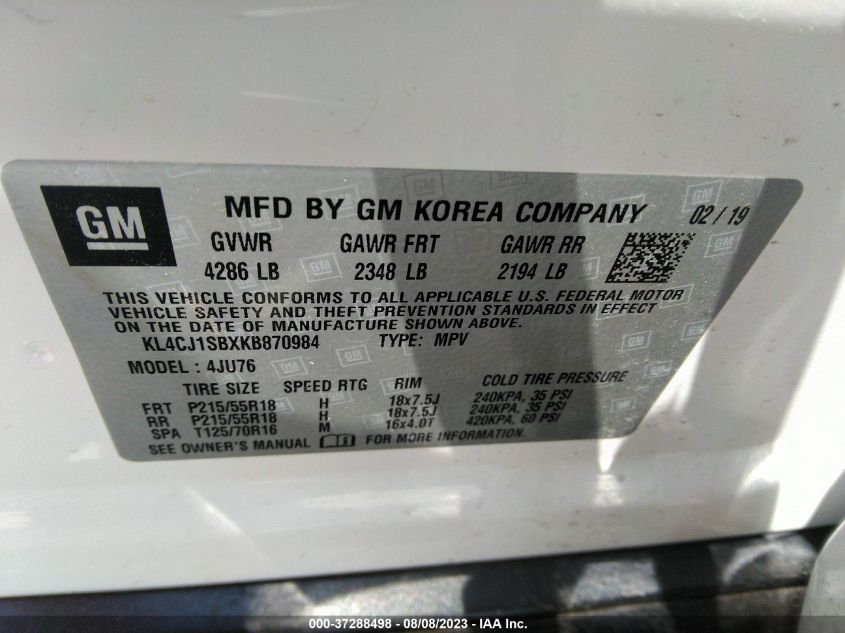 GM MFD BY GM KOREA COMPANY 02/19
GVWR GAWR FRT GAWR RR
4286 LB 2348 LB 2194 LB
THIS VEHICLE CONFORMS TO ALL APPLICABLE U.S. FEDERAL MOTOR
VEHICLE SAFETY AND THEFT PREVENTION STANDARDS IN EFFECT
ON THE DATE OF MANUFACTURE SHOWN ABOVE.
KL4CJ1SBXKB870984 TYPE: MPV
MODEL: 4JU76
TIRE SIZE SPEED RTG RIM COLD TIRE PRESSURE
FRT P215/55R18 H 18x7.5J 240KPA, 35 PSI
RR P215/55R18 H 18x7.5J 240KPA, 35 PSI
SPA T125/70R16 M 16x4.0T 420KPA, 60 PSI
SEE OWNER'S MANUAL FOR MORE INFORMATION.
000-37288498 - 08/08/2023 - IAA Inc.